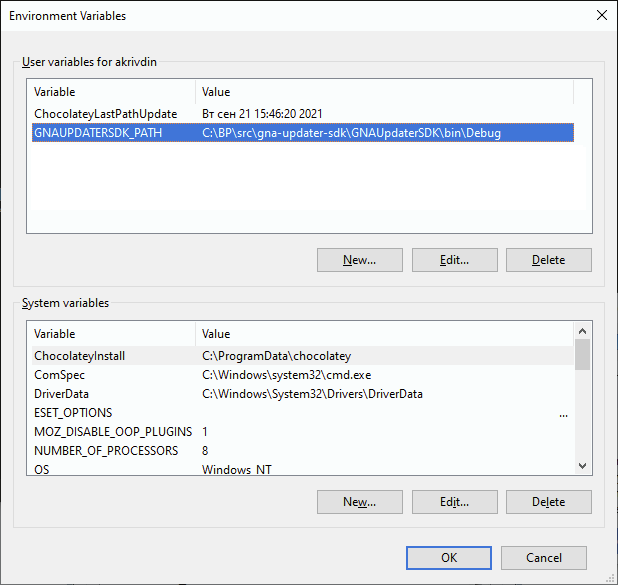 Environment Variables
User variables for akrivdin
Variable Value
ChocolateyLastPathUpdate Вт сен 21 15:46:20 2021
GNAUPDATERSDK_PATH C:\BP\src\gna-updater-sdk\GNAUpdaterSDK\bin\Debug
New... Edit... Delete
System variables
Variable Value
ChocolateyInstall C:\ProgramData\chocolatey
ComSpec C:\Windows\system32\cmd.exe
DriverData C:\Windows\System32\Drivers\DriverData
ESET_OPTIONS ...
MOZ_DISABLE_OOP_PLUGINS 1
NUMBER_OF_PROCESSORS 8
OS Windows_NT
New... Edit... Delete
OK Cancel